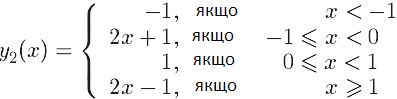 y₂(x) = { −1, якщо x < −1
2x + 1, якщо −1 ⩽ x < 0
1, якщо 0 ⩽ x < 1
2x − 1, якщо x ⩾ 1